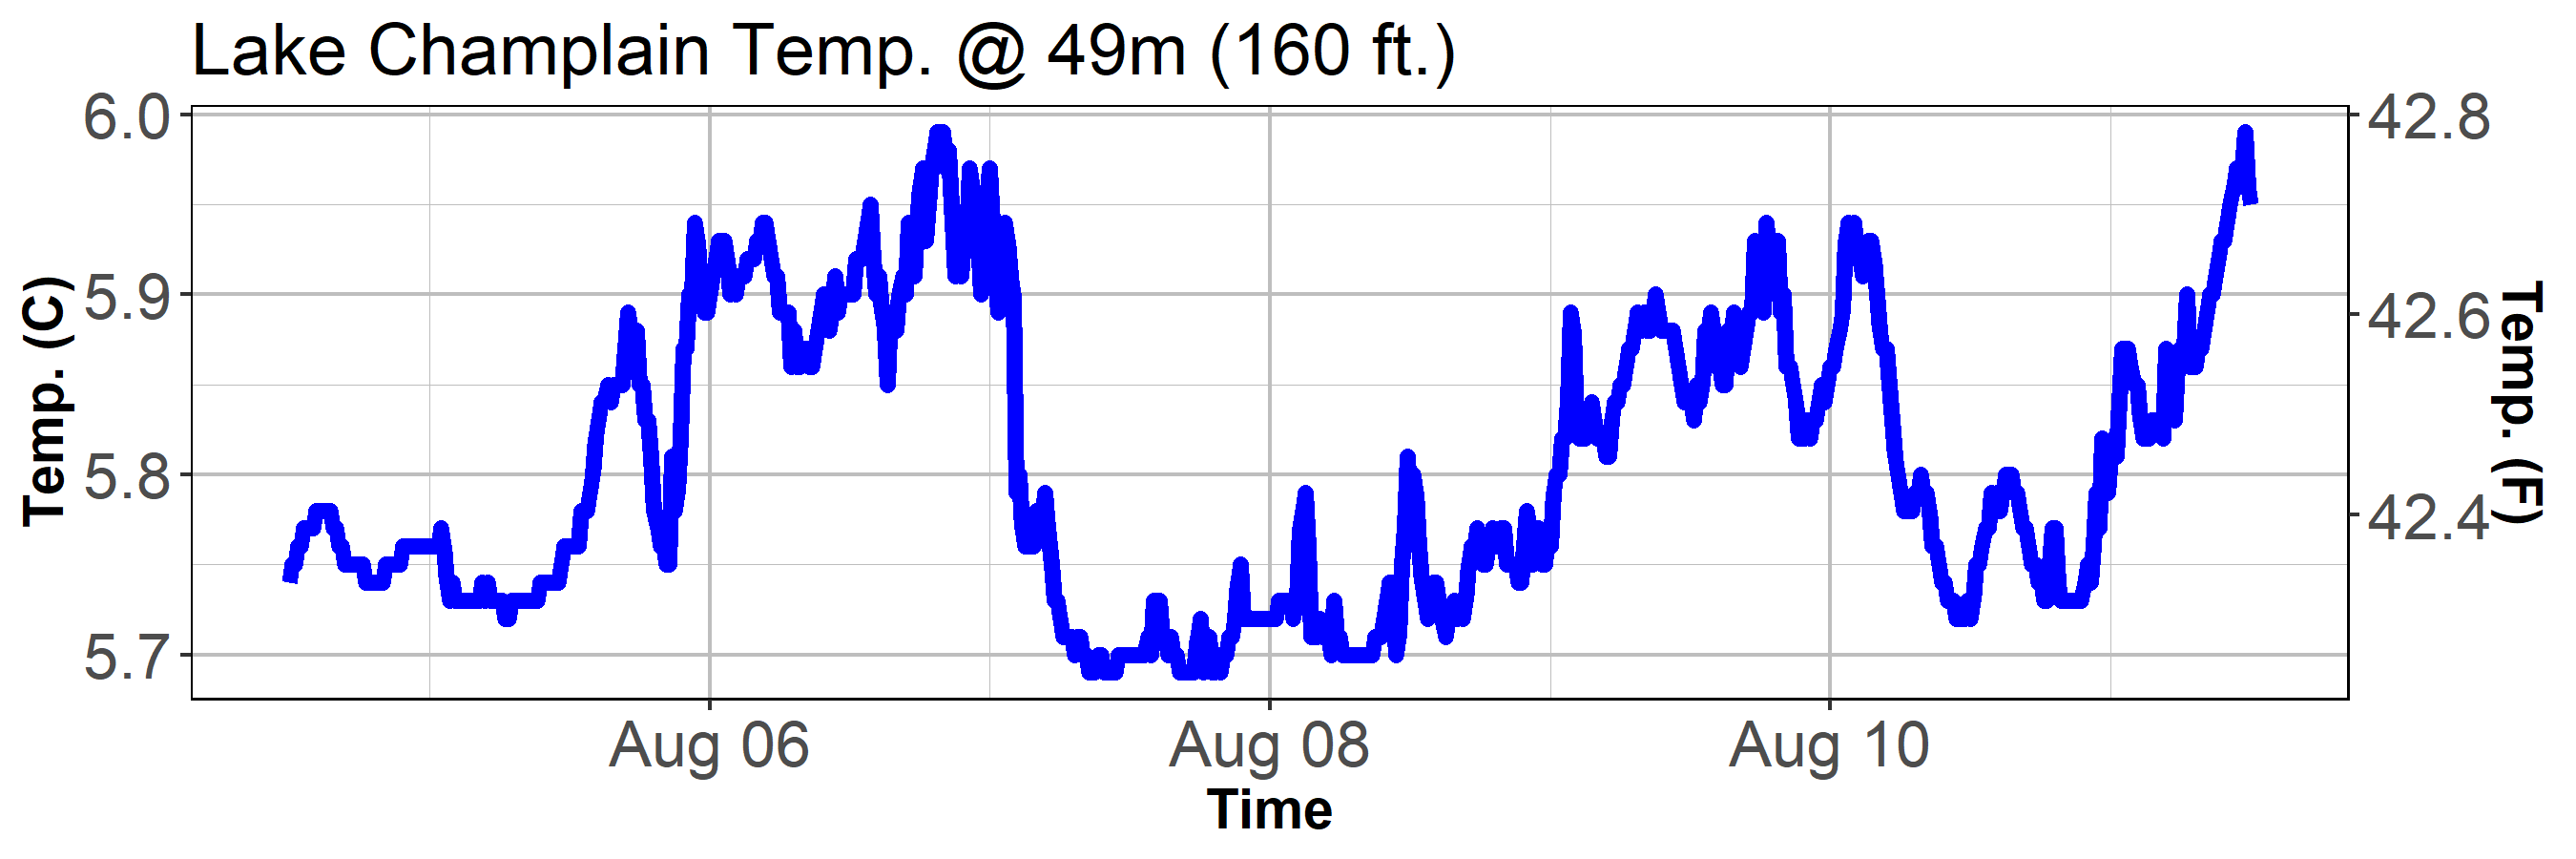 Lake Champlain Temp. @ 49m (160 ft.)
6.0
5.9
5.8
5.7
Temp. (C)
42.8
42.6
42.4
Temp. (F)
Aug 06 Aug 08 Aug 10
Time